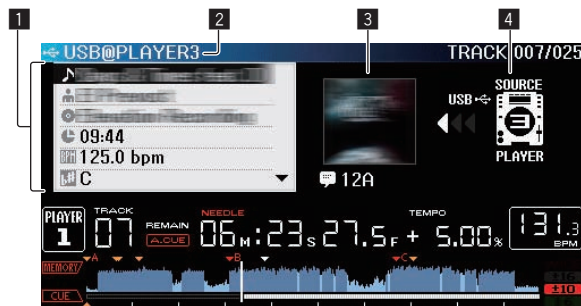 1 2 3 4
USB@PLAYER3 TRACK 007/025
SOURCE
USB
3
PLAYER
09:44
BPM 125.0 bpm
C
12A
PLAYER 1
TRACK 07
REMAIN
A.CUE
NEEDLE
06M:23S27.5F
TEMPO
+ 5.00%
131.3 BPM
MEMORY A B C
CUE
±16
±10